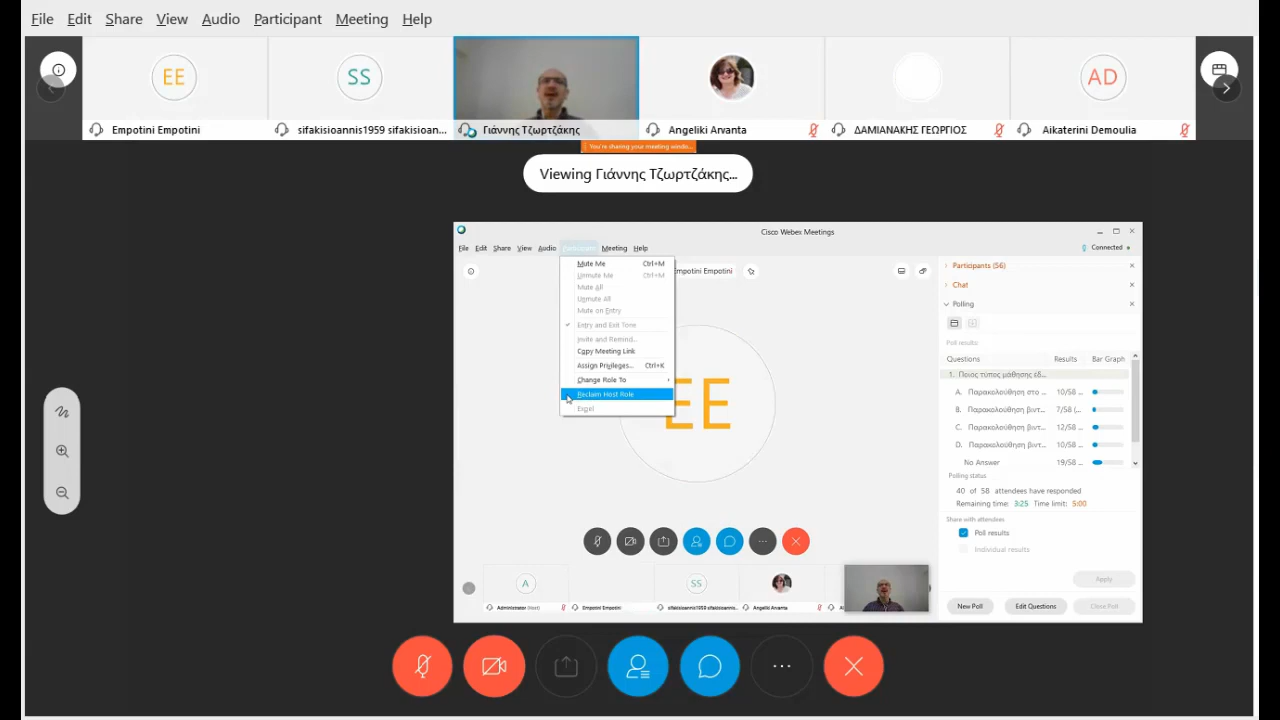 File Edit Share View Audio Participant Meeting Help
EE
SS
AD
Empotini Empotini
sifakisioannis1959 sifakisioan...
Γιάννης Τζωρτζάκης
Angeliki Arvanta
ΔΑΜΙΑΝΑΚΗΣ ΓΕΩΡΓΙΟΣ
Aikaterini Demoulia
You're sharing your meeting windo...
Viewing Γιάννης Τζωρτζάκης...
Cisco Webex Meetings
File Edit Share View Audio Participant Meeting Help
Connected
Mute Me Ctrl+M
Unmute Me Ctrl+M
Mute All
Unmute All
Mute on Entry
Entry and Exit Tone
Invite and Remind...
Copy Meeting Link
Assign Privileges... Ctrl+K
Change Role To
Reclaim Host Role
Expel
Empotini Empotini
EE
Participants (56)
Chat
Polling
Poll results
Questions Results Bar Graph
1. Ποιος τύπος μάθησης εδ...
A. Παρακολούθηση στο ... 10/58 ...
B. Παρακολούθηση βιντ... 7/58 (...
C. Παρακολούθηση βιντ... 12/58 ...
D. Παρακολούθηση βιντ... 10/58 ...
No Answer 19/58 ...
Polling status
40 of 58 attendees have responded
Remaining time: 3:25 Time limit: 5:00
Share with attendees
Poll results
Individual results
Apply
New Poll Edit Questions Close Poll
A
SS
Administrator (Host)
Empotini Empotini
sifakisioannis1959 sifakisioan...
Angeliki Arvanta